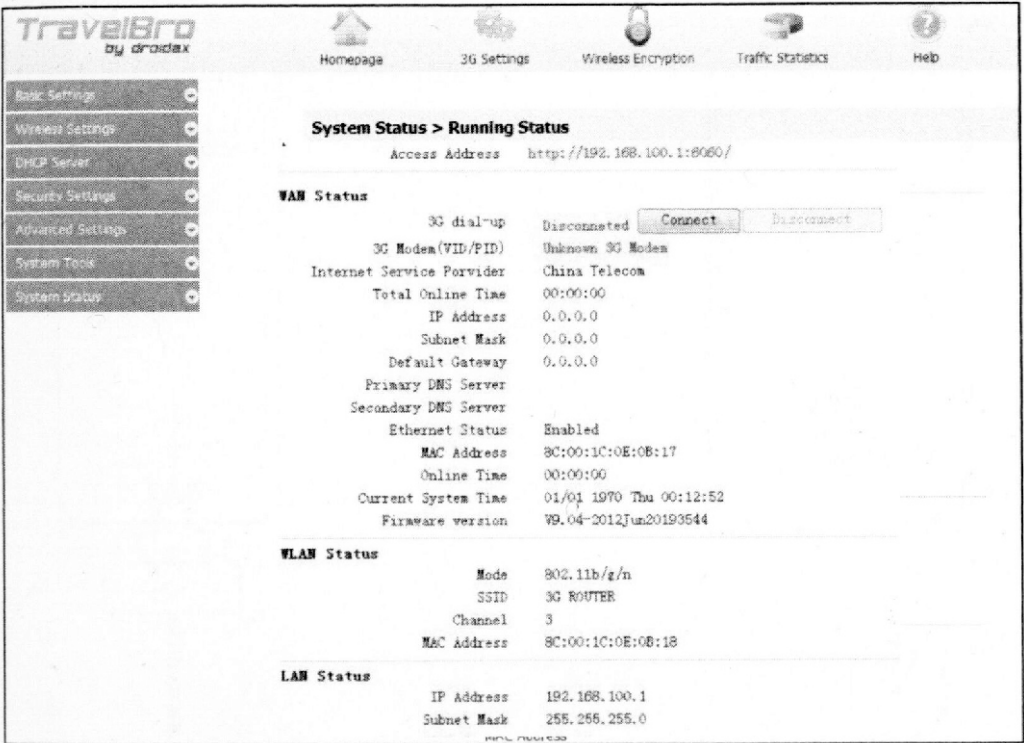 TravelBro
by droidax
Homepage
3G Settings
Wireless Encryption
Traffic Statistics
Help
Basic Settings
Wireless Settings
DHCP Server
Security Settings
Advanced Settings
System Tools
System Status
System Status > Running Status
Access Address http://192.168.100.1:6060/
WAN Status
3G dial-up Disconneted Connect Disconnect
3G Modem(VID/PID) Unknown 3G Modem
Internet Service Porvider China Telecom
Total Online Time 00:00:00
IP Address 0.0.0.0
Subnet Mask 0.0.0.0
Default Gateway 0.0.0.0
Primary DNS Server
Secondary DNS Server
Ethernet Status Enabled
MAC Address 8C:00:1C:0E:0B:17
Online Time 00:00:00
Current System Time 01/01 1970 Thu 00:12:52
Firmware version V9.04-2012Jun20193544
WLAN Status
Mode 802.11b/g/n
SSID 3G ROUTER
Channel 3
MAC Address 8C:00:1C:0E:0B:18
LAN Status
IP Address 192.168.100.1
Subnet Mask 255.255.255.0
MAC Address